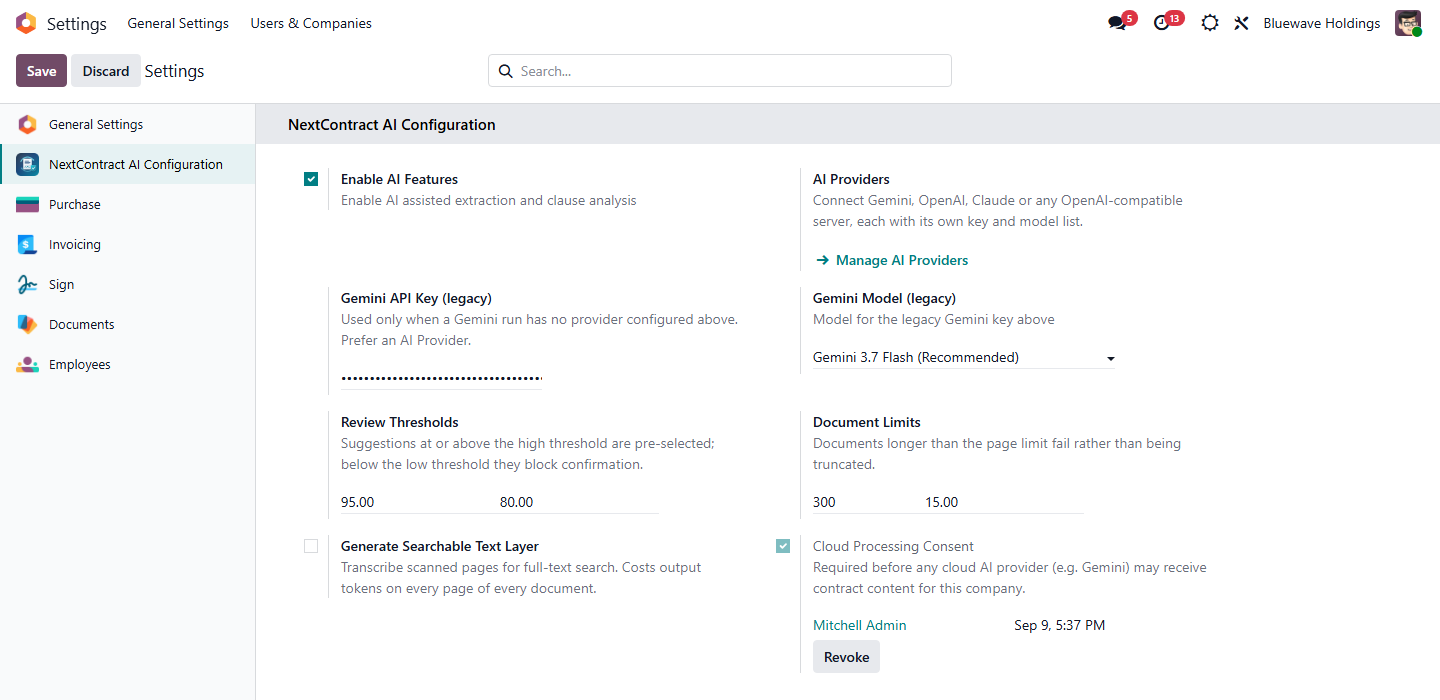 Settings
General Settings
Users & Companies
5
13
Bluewave Holdings
Save
Discard
Settings
Search...
General Settings
NextContract AI Configuration
Purchase
Invoicing
Sign
Documents
Employees
NextContract AI Configuration
Enable AI Features
Enable AI assisted extraction and clause analysis
AI Providers
Connect Gemini, OpenAI, Claude or any OpenAI-compatible
server, each with its own key and model list.
Manage AI Providers
Gemini API Key (legacy)
Used only when a Gemini run has no provider configured above.
Prefer an AI Provider.
Gemini Model (legacy)
Model for the legacy Gemini key above
Gemini 3.7 Flash (Recommended)
Review Thresholds
Suggestions at or above the high threshold are pre-selected;
below the low threshold they block confirmation.
95.00
80.00
Document Limits
Documents longer than the page limit fail rather than being
truncated.
300
15.00
Generate Searchable Text Layer
Transcribe scanned pages for full-text search. Costs output
tokens on every page of every document.
Cloud Processing Consent
Required before any cloud AI provider (e.g. Gemini) may receive
contract content for this company.
Mitchell Admin
Sep 9, 5:37 PM
Revoke